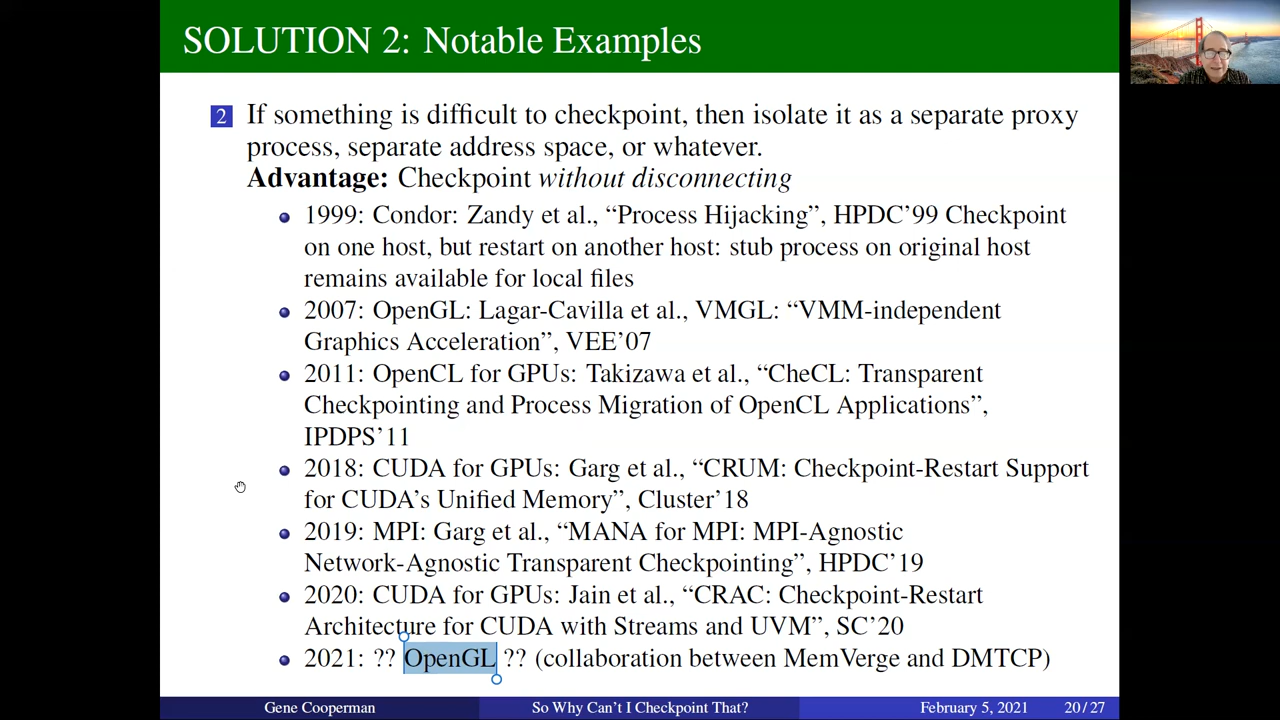 SOLUTION 2: Notable Examples
2 If something is difficult to checkpoint, then isolate it as a separate proxy
process, separate address space, or whatever.
Advantage: Checkpoint without disconnecting
1999: Condor: Zandy et al., “Process Hijacking”, HPDC’99 Checkpoint
on one host, but restart on another host: stub process on original host
remains available for local files
2007: OpenGL: Lagar-Cavilla et al., VMGL: “VMM-independent
Graphics Acceleration”, VEE’07
2011: OpenCL for GPUs: Takizawa et al., “CheCL: Transparent
Checkpointing and Process Migration of OpenCL Applications”,
IPDPS’11
2018: CUDA for GPUs: Garg et al., “CRUM: Checkpoint-Restart Support
for CUDA’s Unified Memory”, Cluster’18
2019: MPI: Garg et al., “MANA for MPI: MPI-Agnostic
Network-Agnostic Transparent Checkpointing”, HPDC’19
2020: CUDA for GPUs: Jain et al., “CRAC: Checkpoint-Restart
Architecture for CUDA with Streams and UVM”, SC’20
2021: ?? OpenGL ?? (collaboration between MemVerge and DMTCP)
Gene Cooperman So Why Can’t I Checkpoint That? February 5, 2021 20/27